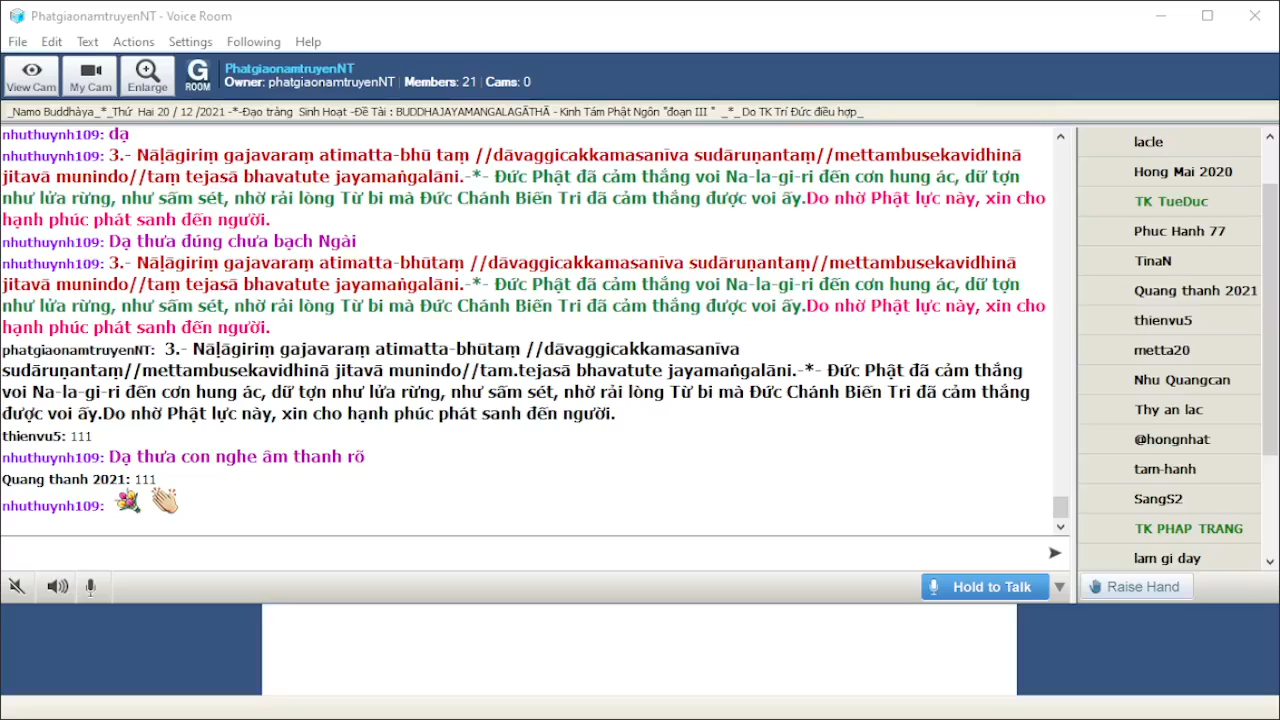 PhatgiaonamtruyenNT - Voice Room
File Edit Text Actions Settings Following Help
View Cam
My Cam
Enlarge
G
ROOM
PhatgiaonamtruyenNT
Owner: phatgiaonamtruyenNT | Members: 21 | Cams: 0
_Namo Buddhàya_*_Thứ Hai 20 / 12 /2021 -*-Đạo tràng Sinh Hoạt -Đề Tài : BUDDHAJAYAMANGALAGĀTHĀ - Kinh Tám Phật Ngôn "đoạn III " _*_ Do TK Trí Đức điều hợp_
nhuthuynh109: dạ
nhuthuynh109: 3.- Nāḷāgiriṃ gajavaraṃ atimatta-bhū taṃ //dāvaggicakkamasanīva sudāruṇantaṃ//mettambusekavidhinā
jitavā munindo//taṃ tejasā bhavatute jayamaṅgalāni.-*- Đức Phật đã cảm thắng voi Na-la-gi-ri đến cơn hung ác, dữ tợn
như lửa rừng, như sấm sét, nhờ rải lòng Từ bi mà Đức Chánh Biến Tri đã cảm thắng được voi ấy.Do nhờ Phật lực này, xin cho
hạnh phúc phát sanh đến người.
nhuthuynh109: Dạ thưa đúng chưa bạch Ngài
nhuthuynh109: 3.- Nāḷāgiriṃ gajavaraṃ atimatta-bhūtaṃ //dāvaggicakkamasanīva sudāruṇantaṃ//mettambusekavidhinā
jitavā munindo//taṃ tejasā bhavatute jayamaṅgalāni.-*- Đức Phật đã cảm thắng voi Na-la-gi-ri đến cơn hung ác, dữ tợn
như lửa rừng, như sấm sét, nhờ rải lòng Từ bi mà Đức Chánh Biến Tri đã cảm thắng được voi ấy.Do nhờ Phật lực này, xin cho
hạnh phúc phát sanh đến người.
phatgiaonamtruyenNT: 3.- Nāḷāgiriṃ gajavaraṃ atimatta-bhūtaṃ //dāvaggicakkamasanīva
sudāruṇantaṃ//mettambusekavidhinā jitavā munindo//tam.tejasā bhavatute jayamaṅgalāni.-*- Đức Phật đã cảm thắng
voi Na-la-gi-ri đến cơn hung ác, dữ tợn như lửa rừng, như sấm sét, nhờ rải lòng Từ bi mà Đức Chánh Biến Tri đã cảm thắng
được voi ấy.Do nhờ Phật lực này, xin cho hạnh phúc phát sanh đến người.
thienvu5: 111
nhuthuynh109: Dạ thưa con nghe âm thanh rõ
Quang thanh 2021: 111
nhuthuynh109:
Hold to Talk
lacle
Hong Mai 2020
TK TueDuc
Phuc Hanh 77
TinaN
Quang thanh 2021
thienvu5
metta20
Nhu Quangcan
Thy an lac
@hongnhat
tam-hanh
SangS2
TK PHAP TRANG
lam gi day
Raise Hand